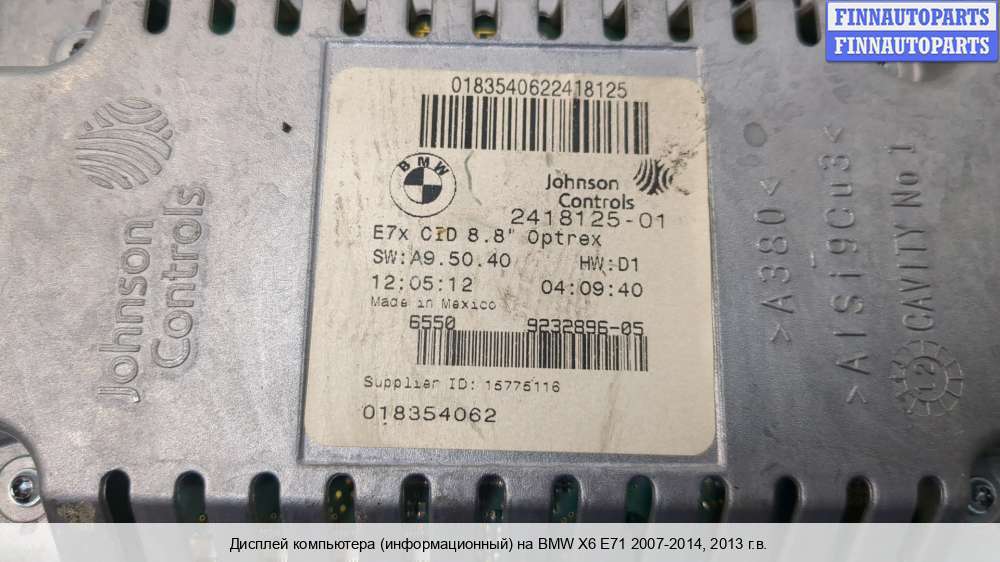 FINNAUTOPARTS
FINNAUTOPARTS
Johnson
Controls
0183540622418125
BMW
Johnson
Controls
2418125-01
E7x CID 8.8" Optrex
SW:A9.50.40 HW:D1
12:05:12 04:09:40
Made in Mexico
6550 9232896-05
Supplier ID: 15775116
018354062
>A380<
>AlSi9Cu3<
CAVITY No 1
12
Дисплей компьютера (информационный) на BMW X6 E71 2007-2014, 2013 г.в.